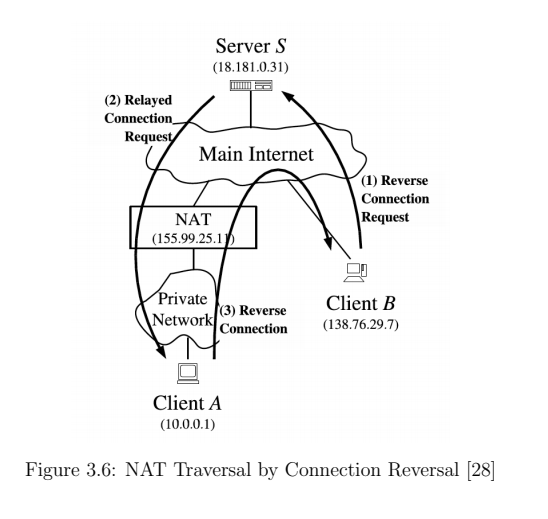 Server S
(18.181.0.31)
(2) Relayed
Connection
Request
Main Internet
(1) Reverse
Connection
Request
NAT
(155.99.25.11)
Private
Network
(3) Reverse
Connection
Client B
(138.76.29.7)
Client A
(10.0.0.1)
Figure 3.6: NAT Traversal by Connection Reversal [28]